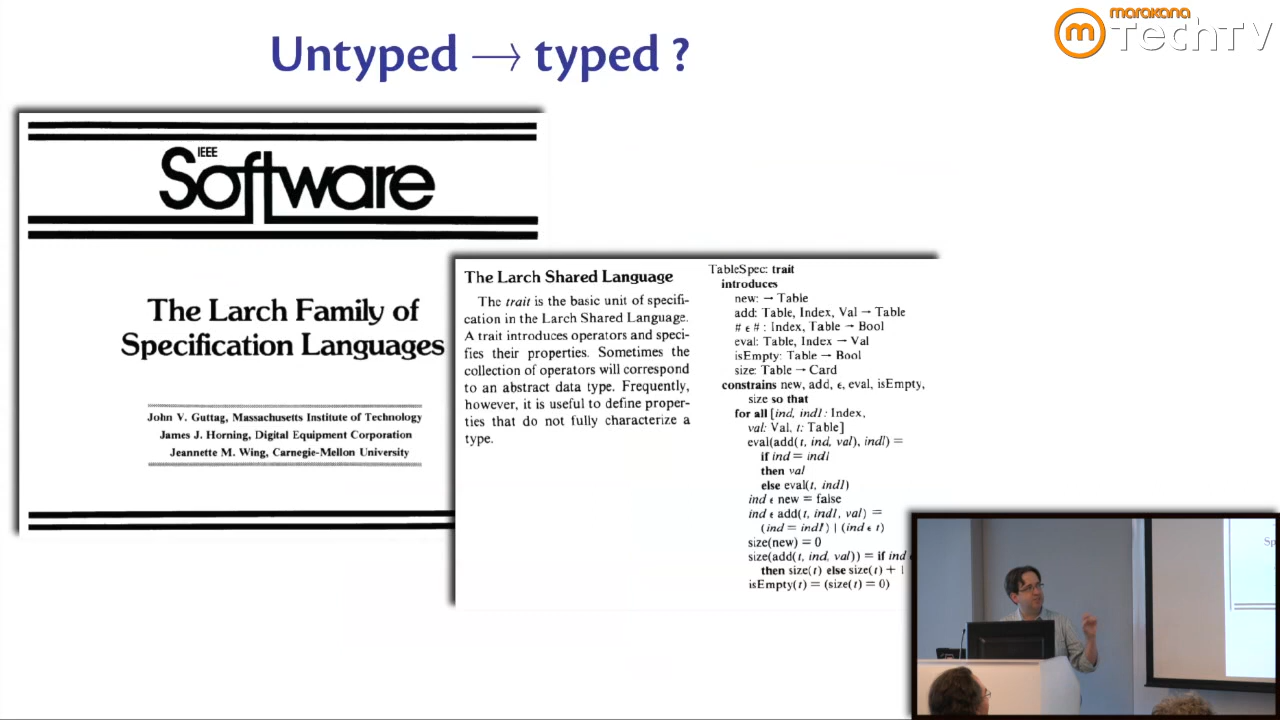 marakana
TechTV
Untyped → typed ?
IEEE
Software
The Larch Family of
Specification Languages
John V. Guttag, Massachusetts Institute of Technology
James J. Horning, Digital Equipment Corporation
Jeannette M. Wing, Carnegie-Mellon University
The Larch Shared Language
The trait is the basic unit of specifi-
cation in the Larch Shared Language.
A trait introduces operators and speci-
fies their properties. Sometimes the
collection of operators will correspond
to an abstract data type. Frequently,
however, it is useful to define proper-
ties that do not fully characterize a
type.
TableSpec: trait
introduces
new: → Table
add: Table, Index, Val → Table
# ϵ # : Index, Table → Bool
eval: Table, Index → Val
isEmpty: Table → Bool
size: Table → Card
constrains new, add, ϵ, eval, isEmpty,
size so that
for all [ind, ind1: Index,
val: Val, t: Table]
eval(add(t, ind, val), ind1) =
if ind = ind1
then val
else eval(t, ind1)
ind ϵ new = false
ind ϵ add(t, ind1, val) =
(ind = ind1) | (ind ϵ t)
size(new) = 0
size(add(t, ind, val)) = if ind
then size(t) else size(t) + 1
isEmpty(t) = (size(t) = 0)